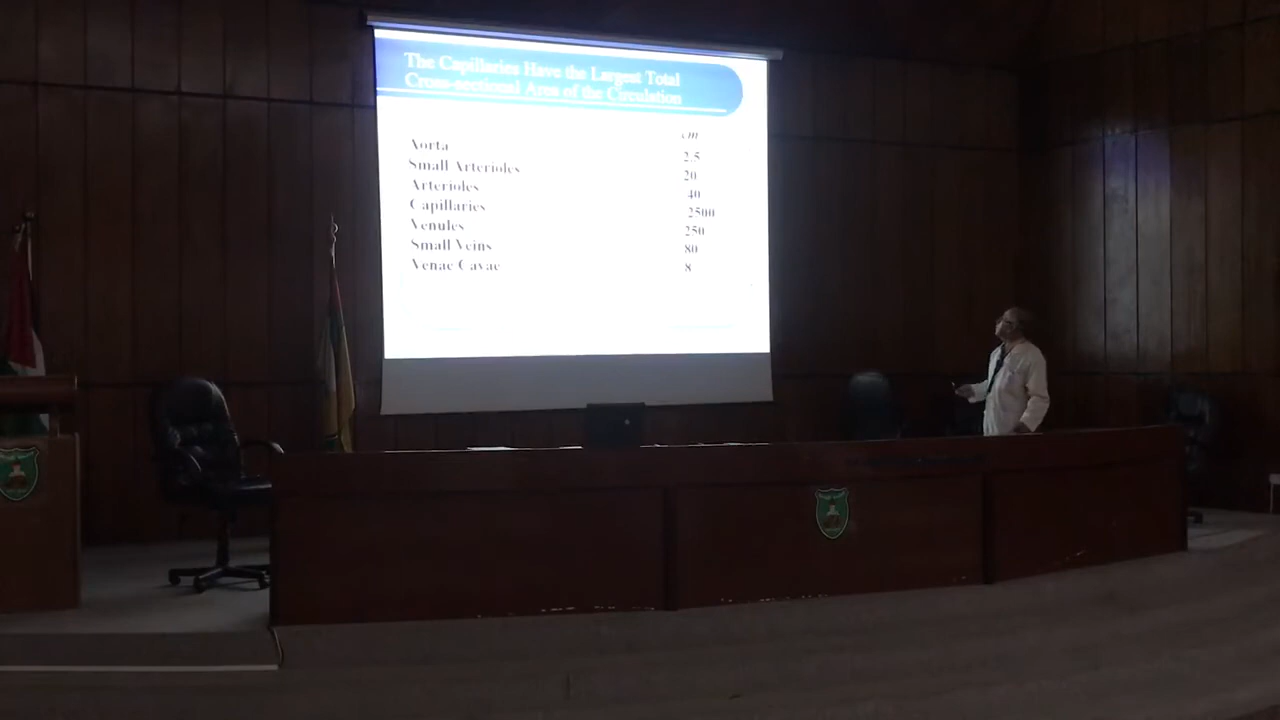 The Capillaries Have the Largest Total
Cross-sectional Area of the Circulation
cm
Aorta 2.5
Small Arterioles 20
Arterioles 40
Capillaries 2500
Venules 250
Small Veins 80
Venae Cavae 8